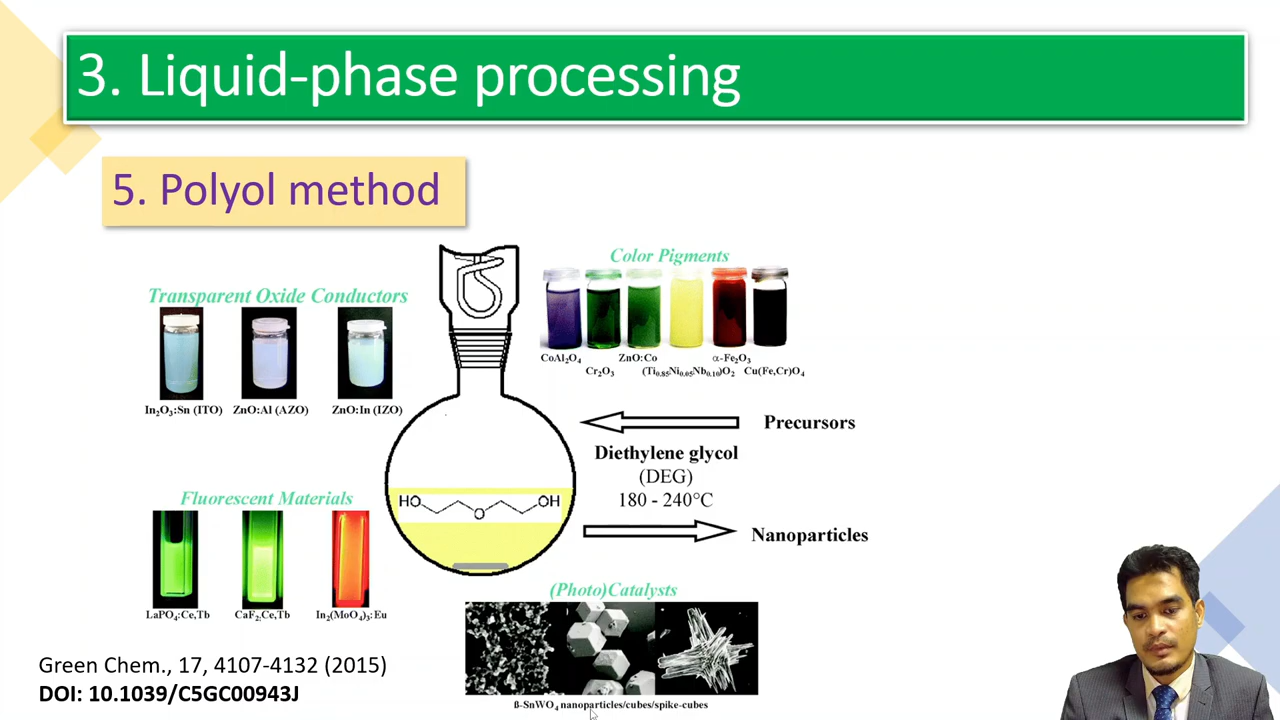 3. Liquid-phase processing
5. Polyol method
Color Pigments
CoAl₂O₄
Cr₂O₃
ZnO:Co
(Ti₀.₈₅Ni₀.₀₅Nb₀.₁₀)O₂
α-Fe₂O₃
Cu(Fe,Cr)O₄
Transparent Oxide Conductors
In₂O₃:Sn (ITO)
ZnO:Al (AZO)
ZnO:In (IZO)
Precursors
Diethylene glycol
(DEG)
180 - 240°C
Nanoparticles
HO
O
OH
Fluorescent Materials
LaPO₄:Ce,Tb
CaF₂:Ce,Tb
In₂(MoO₄)₃:Eu
(Photo)Catalysts
ß-SnWO₄ nanoparticles/cubes/spike-cubes
Green Chem., 17, 4107-4132 (2015)
DOI: 10.1039/C5GC00943J